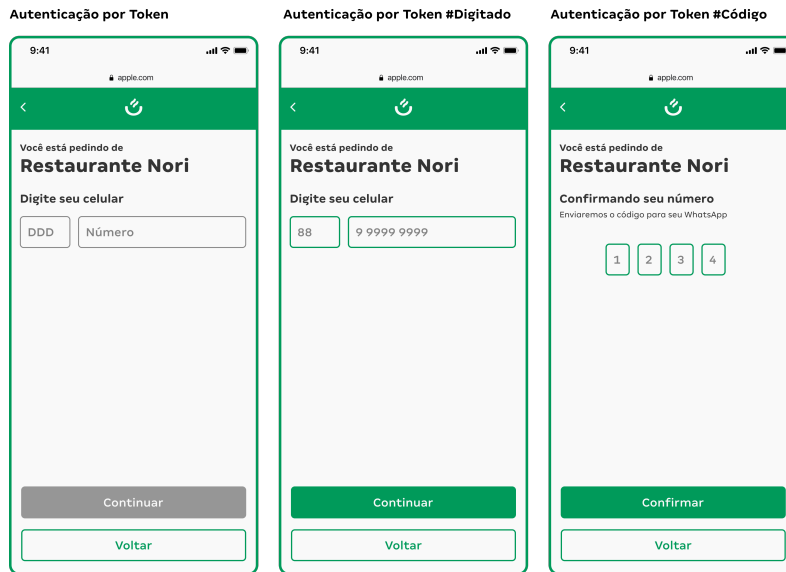 Autenticação por Token
9:41
apple.com
Você está pedindo de
Restaurante Nori
Digite seu celular
DDD
Número
Continuar
Voltar
Autenticação por Token #Digitado
9:41
apple.com
Você está pedindo de
Restaurante Nori
Digite seu celular
88
9 9999 9999
Continuar
Voltar
Autenticação por Token #Código
9:41
apple.com
Você está pedindo de
Restaurante Nori
Confirmando seu número
Enviaremos o código para seu WhatsApp
1 2 3 4
Confirmar
Voltar